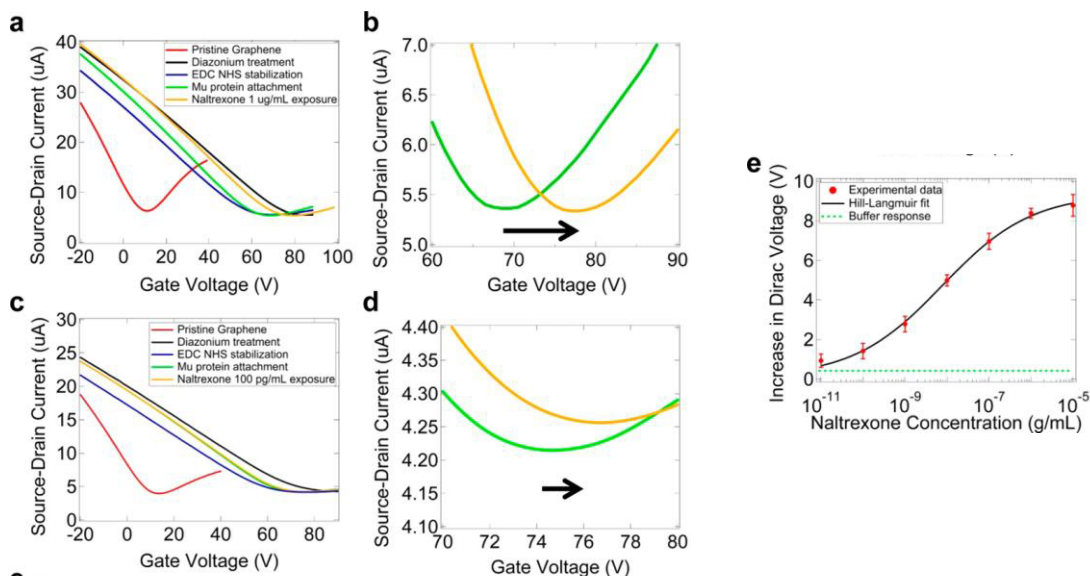 a
Source-Drain Current (uA)
40
30
20
10
0
-20
0
20
40
60
80
100
Gate Voltage (V)
Pristine Graphene
Diazonium treatment
EDC NHS stabilization
Mu protein attachment
Naltrexone 1 ug/mL exposure
b
Source-Drain Current (uA)
7.0
6.5
6.0
5.5
5.0
60
65
70
75
80
85
90
Gate Voltage (V)
c
Source-Drain Current (uA)
30
25
20
15
10
5
0
-20
0
20
40
60
80
Gate Voltage (V)
Pristine Graphene
Diazonium treatment
EDC NHS stabilization
Mu protein attachment
Naltrexone 100 pg/mL exposure
d
Source-Drain Current (uA)
4.40
4.35
4.30
4.25
4.20
4.15
4.10
70
72
74
76
78
80
Gate Voltage (V)
e
Increase in Dirac Voltage (V)
10
8
6
4
2
0
Experimental data
Hill-Langmuir fit
Buffer response
10⁻¹¹
10⁻⁹
10⁻⁷
10⁻⁵
Naltrexone Concentration (g/mL)